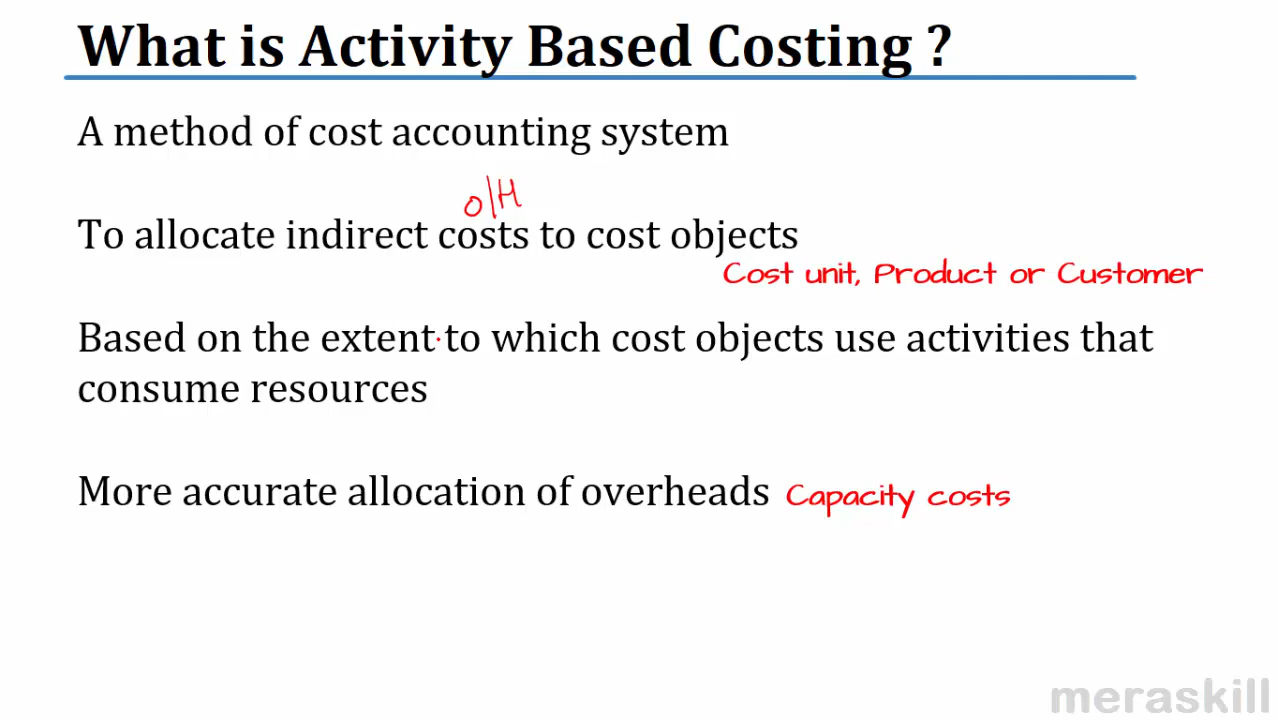 What is Activity Based Costing ?
A method of cost accounting system
O/H
To allocate indirect costs to cost objects
Cost unit, Product or Customer
Based on the extent to which cost objects use activities that
consume resources
More accurate allocation of overheads Capacity costs
meraskill